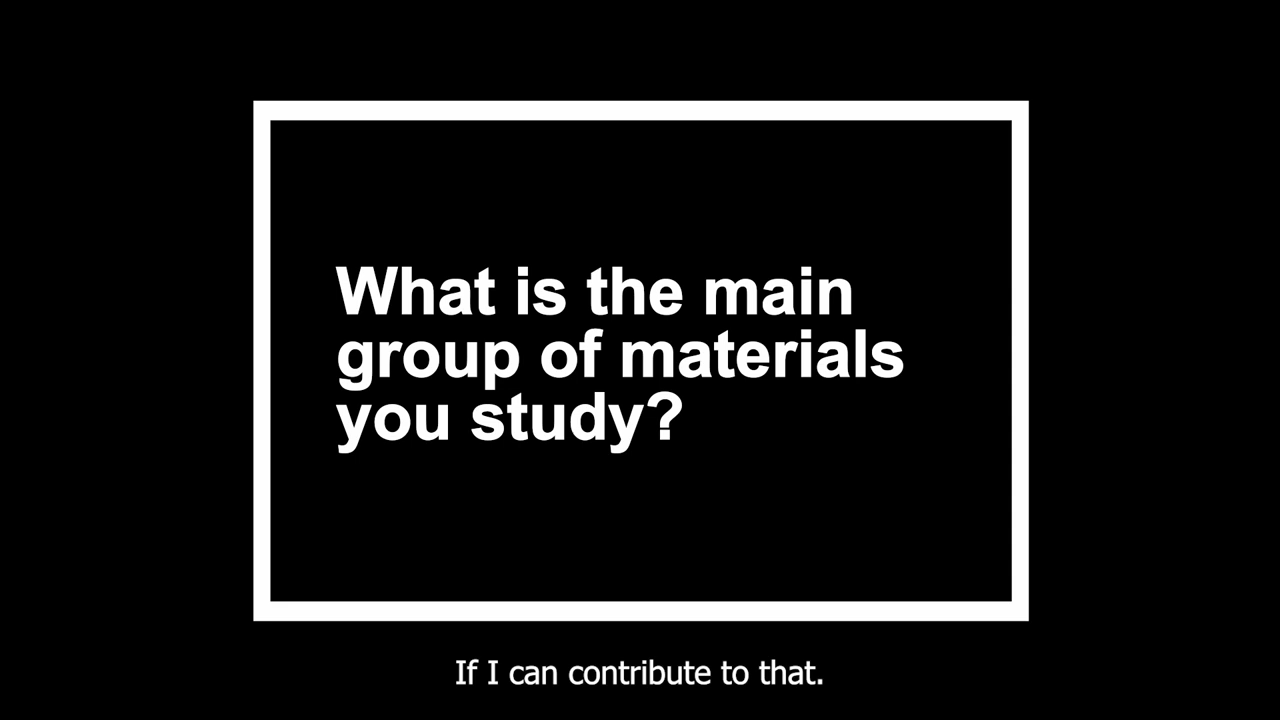 What is the main
group of materials
you study?
If I can contribute to that.